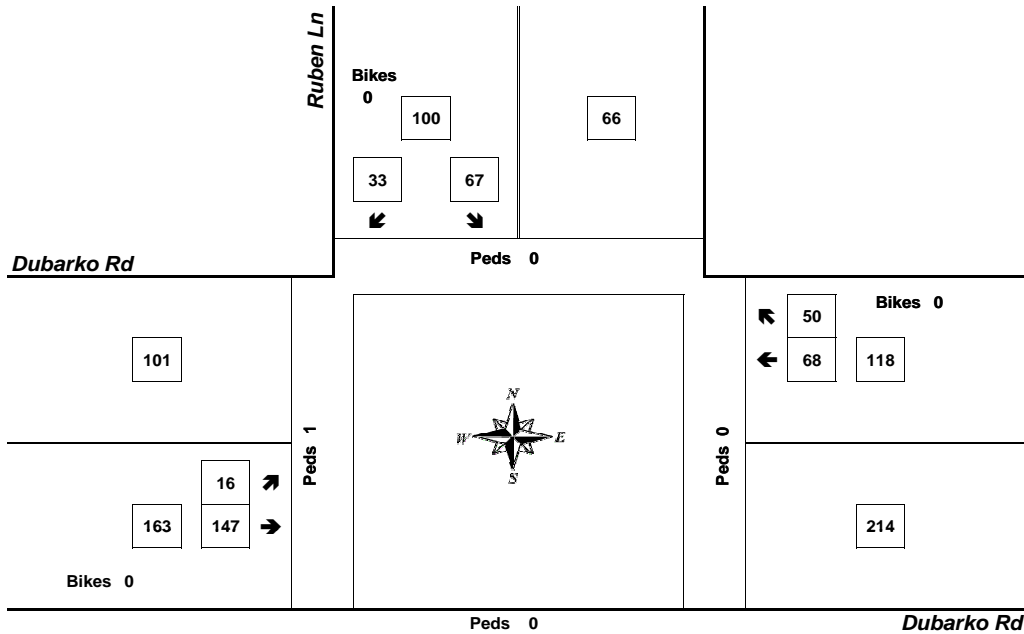 Ruben Ln
Bikes
0
100
66
33
67
Peds 0
Dubarko Rd
50
Bikes 0
101
68
118
N
W
E
S
Peds 1
Peds 0
16
163
147
214
Bikes 0
Peds 0
Dubarko Rd